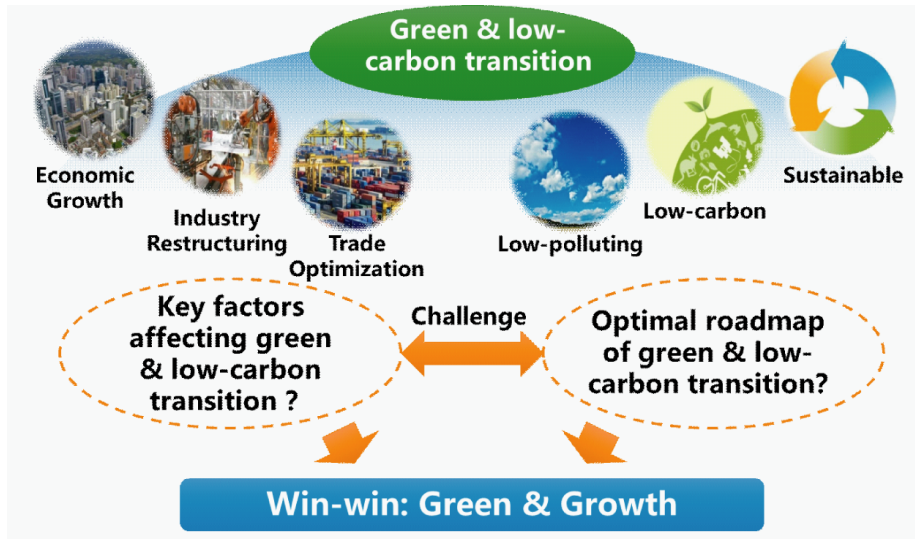 Green & low-
carbon transition
Economic
Growth
Industry
Restructuring
Trade
Optimization
Low-polluting
Low-carbon
Sustainable
Key factors
affecting green
& low-carbon
transition ?
Challenge
Optimal roadmap
of green & low-
carbon transition?
Win-win: Green & Growth